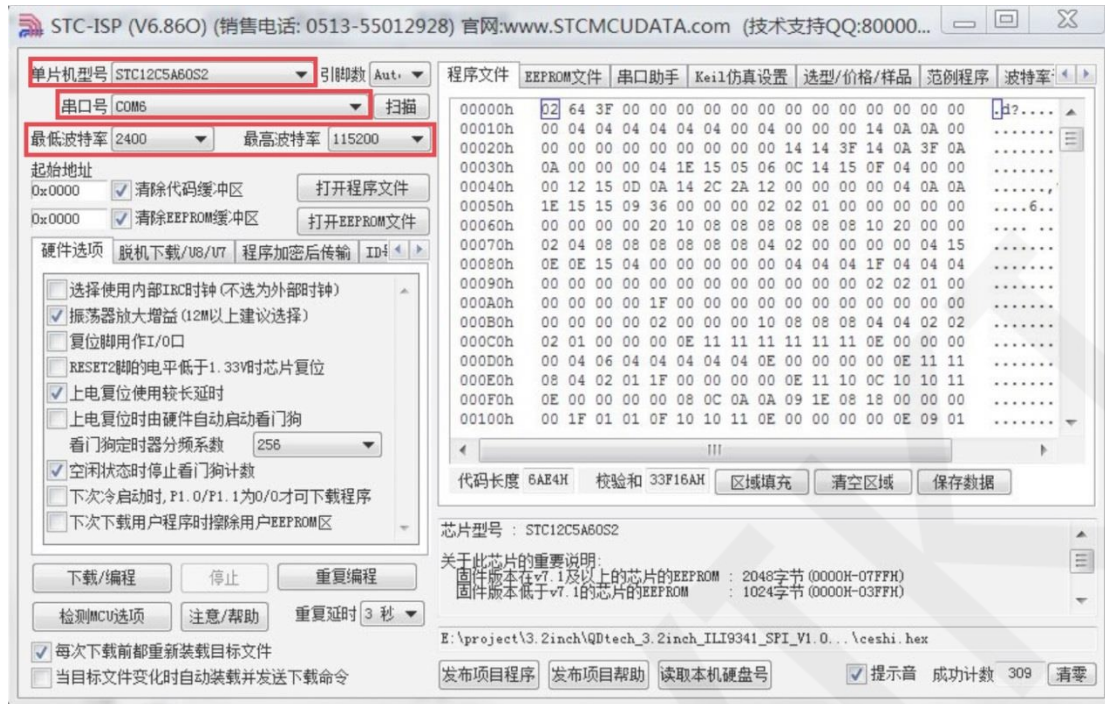 STC-ISP (V6.86O) (销售电话: 0513-55012928) 官网:www.STCMCUDATA.com (技术支持QQ:80000...
单片机型号 STC12C5A60S2 引脚数 Aut
串口号 COM6 扫描
最低波特率 2400 最高波特率 115200
起始地址
0x0000 清除代码缓冲区 打开程序文件
0x0000 清除EEPROM缓冲区 打开EEPROM文件
硬件选项 脱机下载/U8/U7 程序加密后传输
选择使用内部IRC时钟(不选为外部时钟)
振荡器放大增益(12M以上建议选择)
复位脚用作I/O口
RESET2脚的电平低于1.33V时芯片复位
上电复位使用较长延时
上电复位时由硬件自动启动看门狗
看门狗定时器分频系数 256
空闲状态时停止看门狗计数
下次冷启动时,P1.0/P1.1为0/0才可下载程序
下次下载用户程序时擦除用户EEPROM区
下载/编程 停止 重复编程
检测MCU选项 注意/帮助 重复延时 3 秒
每次下载前都重新装载目标文件
当目标文件变化时自动装载并发送下载命令
程序文件 EEPROM文件 串口助手 Keil仿真设置 选型/价格/样品 范例程序 波特率
00000h 02 64 3F 00 00 00 00 00 00 00 00 00 00 00 00 00 .d?....
00010h 00 04 04 04 04 04 04 00 04 00 00 00 14 0A 0A 00 .......
00020h 00 00 00 00 00 00 00 00 00 14 14 3F 14 0A 3F 0A .......
00030h 0A 00 00 00 04 1E 15 05 06 0C 14 15 0F 04 00 00 .......
00040h 00 12 15 0D 0A 14 2C 2A 12 00 00 00 00 04 0A 0A ......,
00050h 1E 15 15 09 36 00 00 00 00 02 02 01 00 00 00 00 ....6..
00060h 00 00 00 00 20 10 08 08 08 08 08 08 10 20 00 00 .... ..
00070h 02 04 08 08 08 08 08 08 04 02 00 00 00 00 04 15 .......
00080h 0E 0E 15 04 00 00 00 00 00 04 04 04 1F 04 04 04 .......
00090h 00 00 00 00 00 00 00 00 00 00 00 00 02 02 01 00 .......
000A0h 00 00 00 00 1F 00 00 00 00 00 00 00 00 00 00 00 .......
000B0h 00 00 00 00 02 00 00 00 10 08 08 08 04 04 02 02 .......
000C0h 02 01 00 00 00 0E 11 11 11 11 11 11 0E 00 00 00 .......
000D0h 00 04 06 04 04 04 04 04 0E 00 00 00 00 0E 11 11 .......
000E0h 08 04 02 01 1F 00 00 00 00 0E 11 10 0C 10 10 11 .......
000F0h 0E 00 00 00 00 08 0C 0A 0A 09 1E 08 18 00 00 00 .......
00100h 00 1F 01 01 0F 10 10 11 0E 00 00 00 00 0E 09 01 .......
代码长度 6AE4H 校验和 33F16AH 区域填充 清空区域 保存数据
芯片型号 : STC12C5A60S2
关于此芯片的重要说明:
固件版本在v7.1及以上的芯片的EEPROM : 2048字节(0000H-07FFH)
固件版本低于v7.1的芯片的EEPROM : 1024字节(0000H-03FFH)
E:\project\3.2inch\QDtech_3.2inch_ILI9341_SPI_V1.0...\ceshi.hex
发布项目程序 发布项目帮助 读取本机硬盘号 提示音 成功计数 309 清零